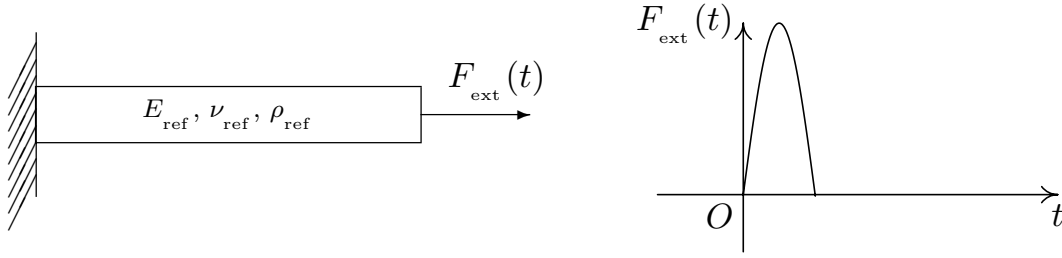 E_ref, ν_ref, ρ_ref
F_ext(t)
F_ext(t)
O
t